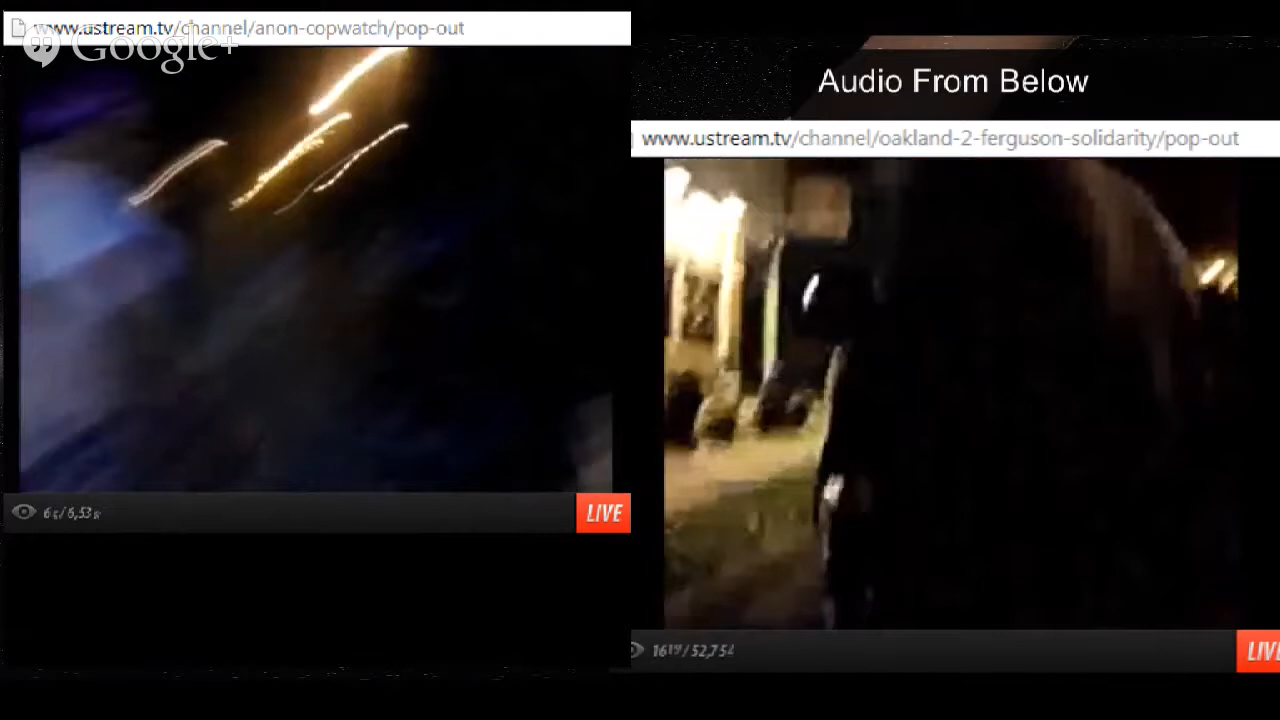 www.ustream.tv/channel/anon-copwatch/pop-out
Google+
LIVE
Audio From Below
www.ustream.tv/channel/oakland-2-ferguson-solidarity/pop-out
LIVE